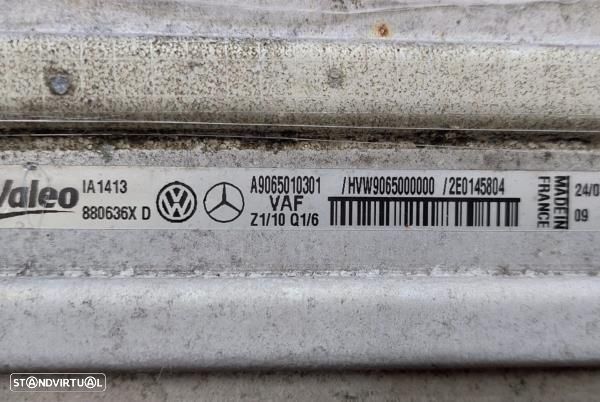 Valeo
IA1413
880636X D
A9065010301 /HVW9065000000 /2E0145804
VAF
Z1/10 Q1/6
MADE IN
FRANCE
24/0
09
STANDVIRTUAL